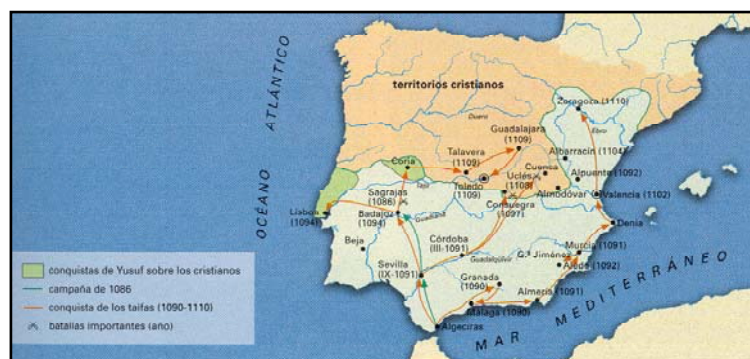 OCÉANO ATLÁNTICO
territorios cristianos
Duero
Zaragoza (1110)
Ebro
Guadalajara
(1109)
Talavera
(1109)
Albarracín (1104)
Coria
Cuenca
Alpuente (1092)
Uclés
(1108)
Tajo
Toledo
1109
Sagrajas
(1086)
Almodóvar
Valencia (1102)
Consuegra
(1097)
Lisboa
(1094)
Badajoz
(1094)
Guadiana
Denia
Beja
Córdoba
(III-1091)
Murcia (1091)
G.ª Jiménez
Sevilla
(IX-1091)
Guadalquivir
Aledo (1092)
Granada
(1090)
Almería (1091)
Málaga (1090)
Algeciras
MAR MEDITERRÁNEO
conquistas de Yusuf sobre los cristianos
campaña de 1086
conquista de los taifas (1090-1110)
batallas importantes (año)